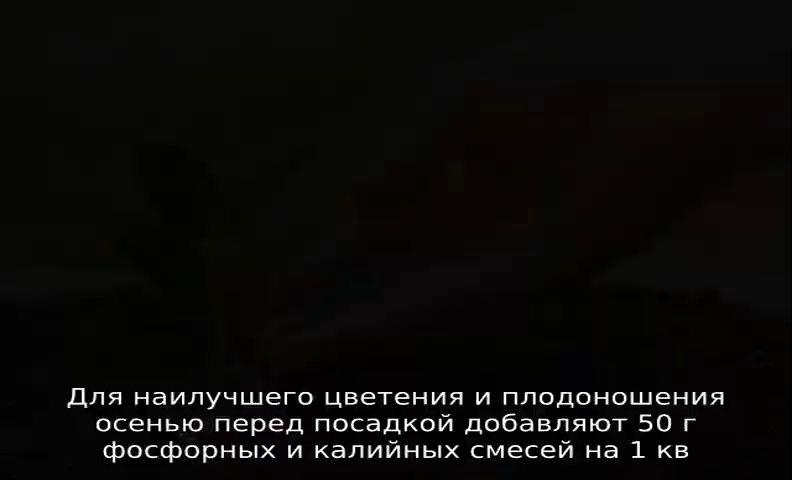 Для наилучшего цветения и плодоношения
осенью перед посадкой добавляют 50 г
фосфорных и калийных смесей на 1 кв